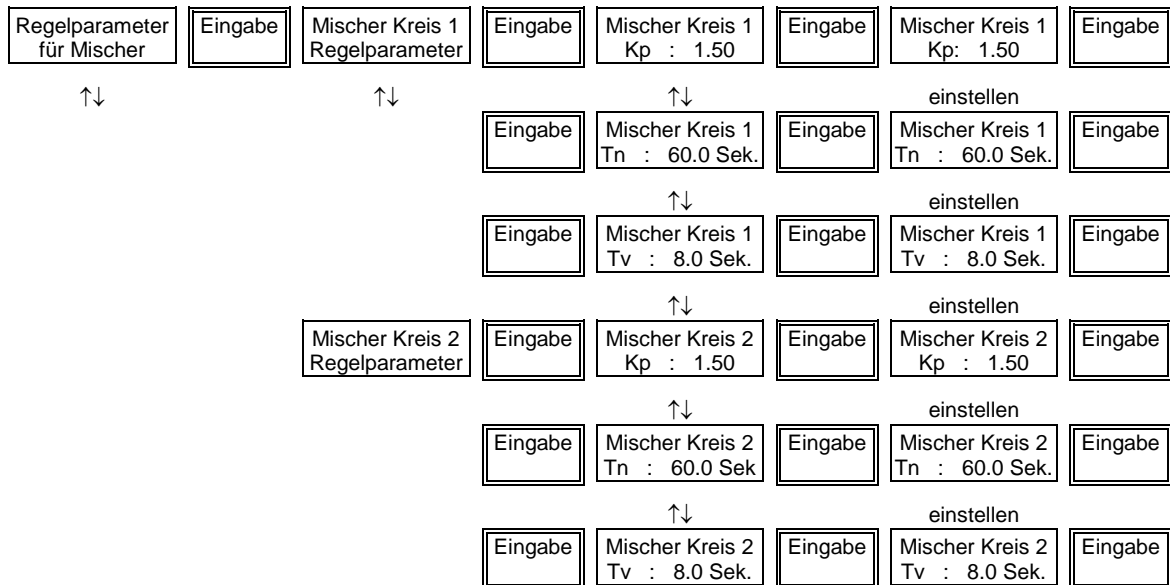 Regelparameter für Mischer
Eingabe
Mischer Kreis 1 Regelparameter
Eingabe
Mischer Kreis 1 Kp : 1.50
Eingabe
Mischer Kreis 1 Kp: 1.50
Eingabe
↑↓ ↑↓ ↑↓ einstellen
Eingabe
Mischer Kreis 1 Tn : 60.0 Sek.
Eingabe
Mischer Kreis 1 Tn : 60.0 Sek.
Eingabe
↑↓ einstellen
Eingabe
Mischer Kreis 1 Tv : 8.0 Sek.
Eingabe
Mischer Kreis 1 Tv : 8.0 Sek.
Eingabe
↑↓ einstellen
Mischer Kreis 2 Regelparameter
Eingabe
Mischer Kreis 2 Kp : 1.50
Eingabe
Mischer Kreis 2 Kp : 1.50
Eingabe
↑↓ einstellen
Eingabe
Mischer Kreis 2 Tn : 60.0 Sek
Eingabe
Mischer Kreis 2 Tn : 60.0 Sek.
Eingabe
↑↓ einstellen
Eingabe
Mischer Kreis 2 Tv : 8.0 Sek.
Eingabe
Mischer Kreis 2 Tv : 8.0 Sek.
Eingabe